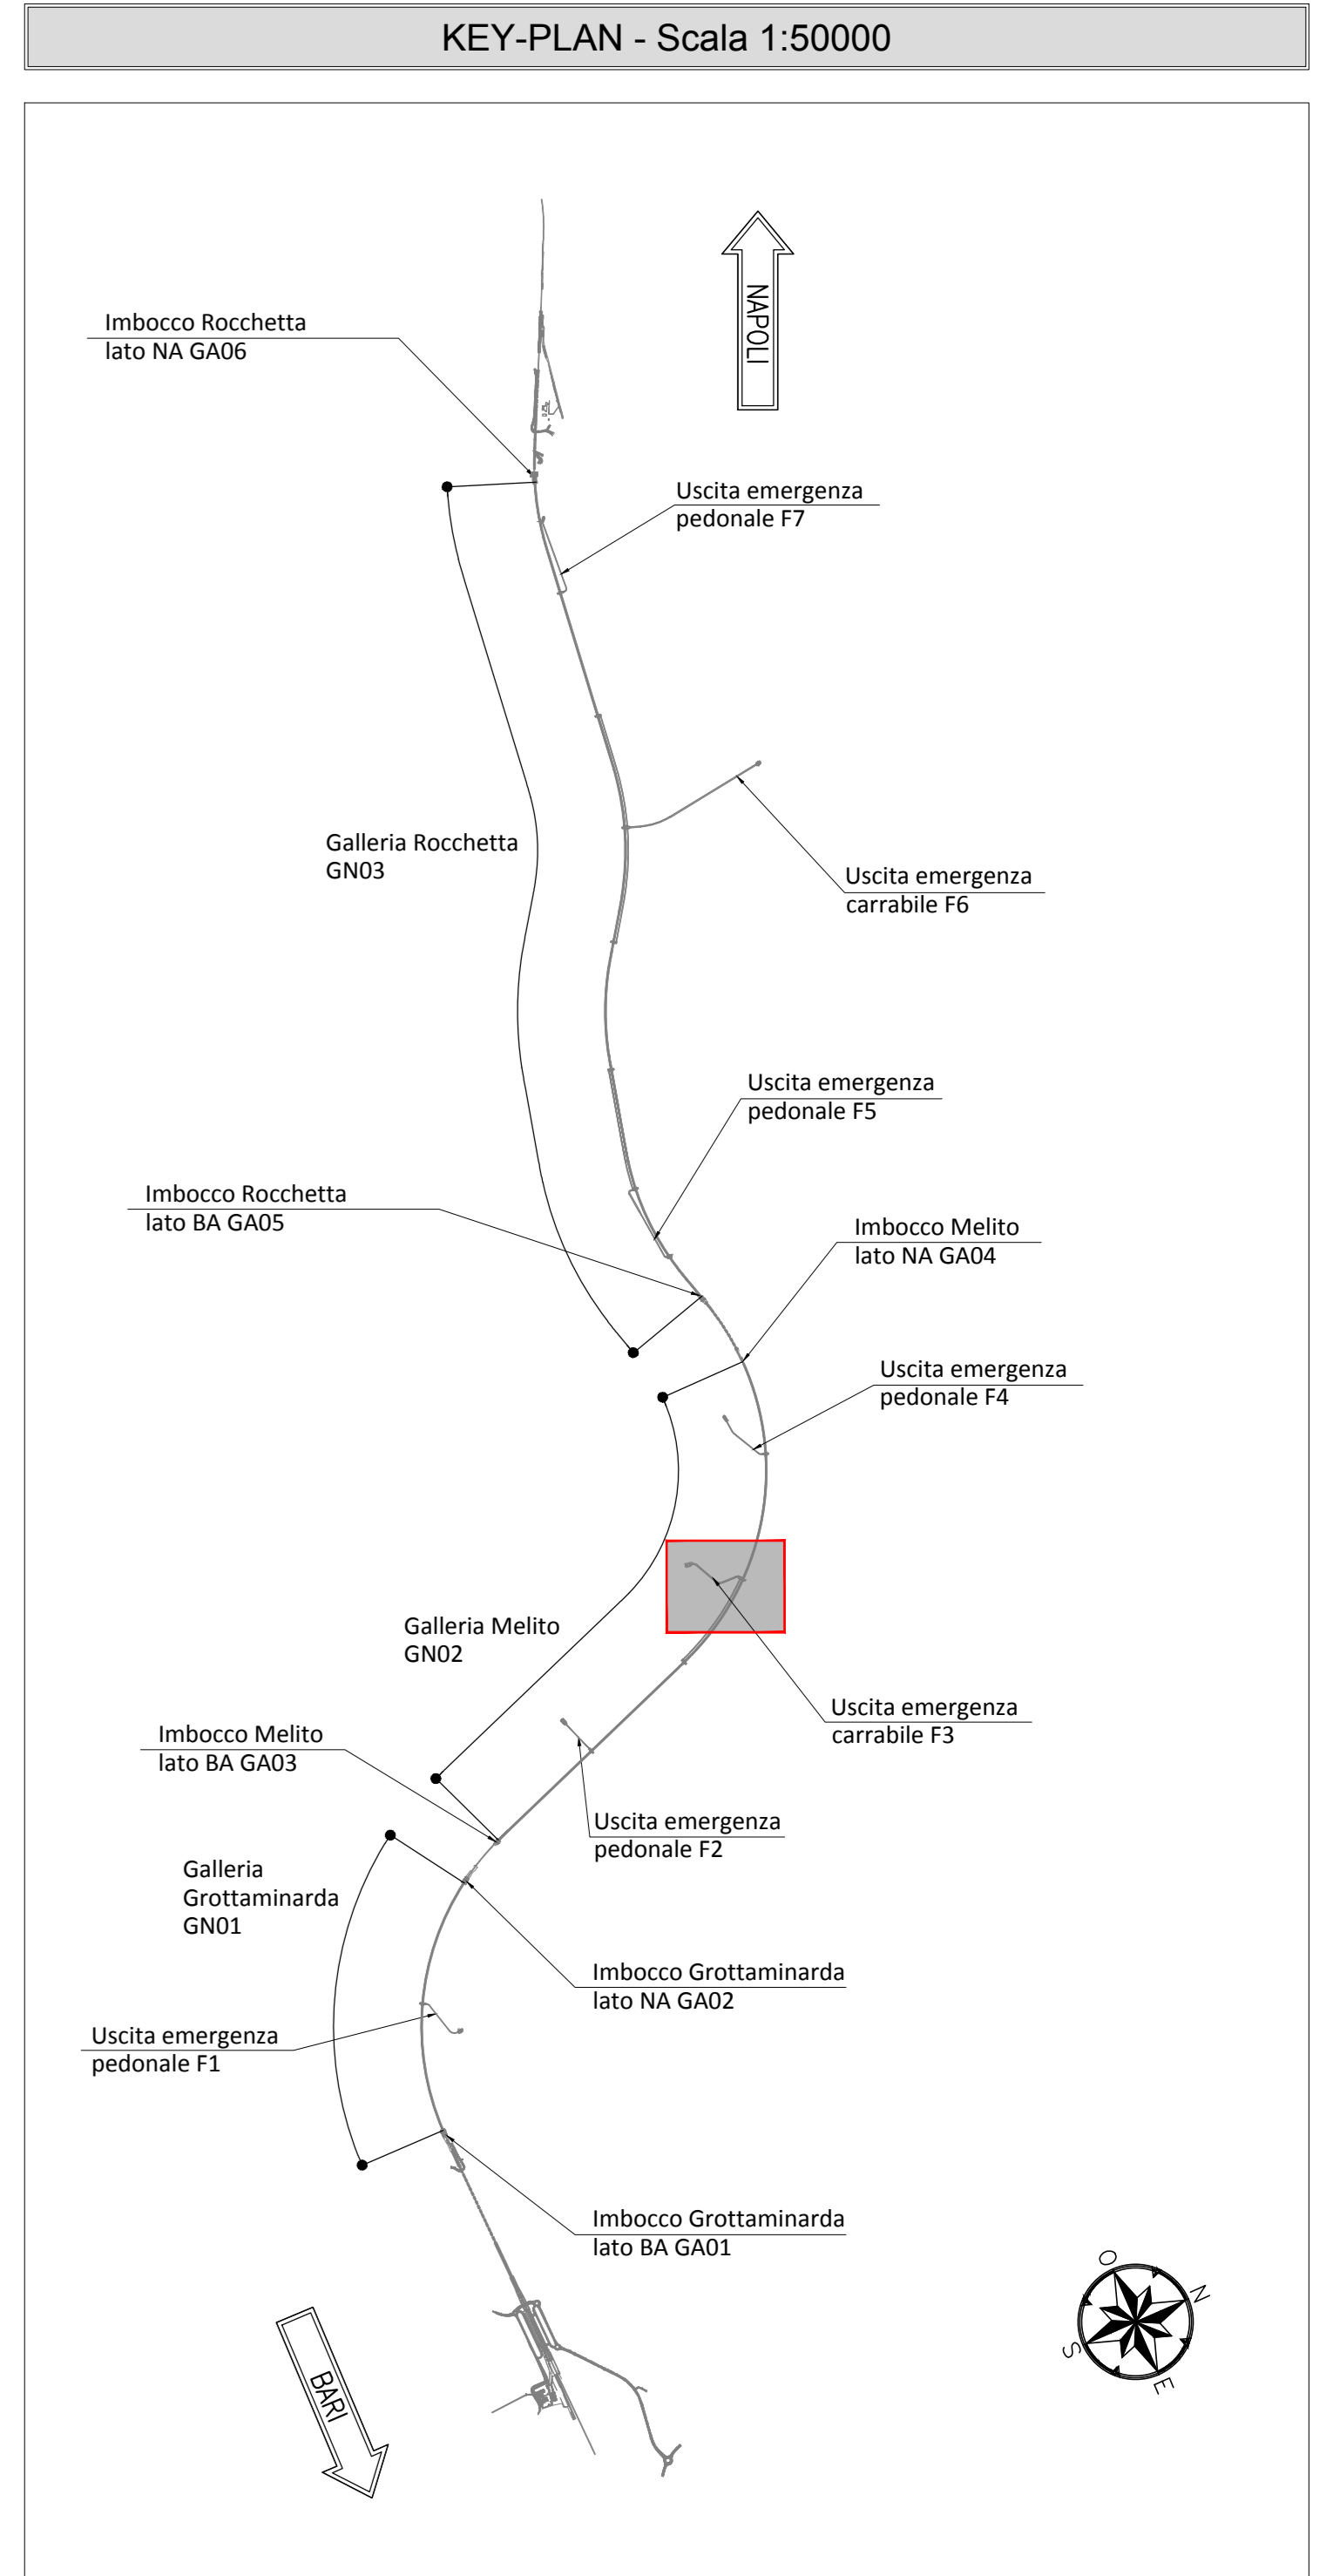 KEY-PLAN - Scala 1:50000
NAPOLI
Imbocco Rocchetta
lato NA GA06
Uscita emergenza
pedonale F7
Galleria Rocchetta
GN03
Uscita emergenza
carrabile F6
Uscita emergenza
pedonale F5
Imbocco Rocchetta
lato BA GA05
Imbocco Melito
lato NA GA04
Uscita emergenza
pedonale F4
Galleria Melito
GN02
Uscita emergenza
carrabile F3
Imbocco Melito
lato BA GA03
Uscita emergenza
pedonale F2
Galleria
Grottaminarda
GN01
Imbocco Grottaminarda
lato NA GA02
Uscita emergenza
pedonale F1
Imbocco Grottaminarda
lato BA GA01
O
N
S
E
BARI